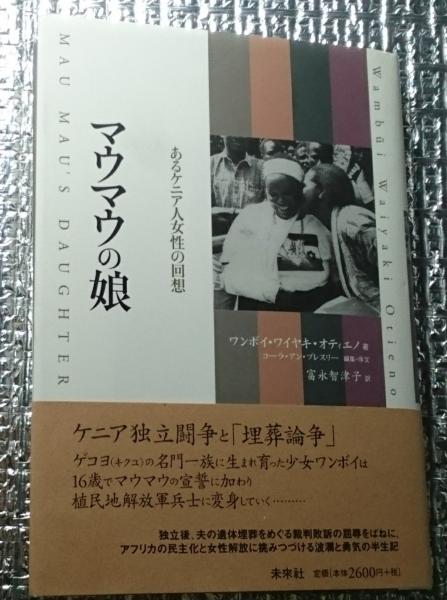 MAU MAU'S DAUGHTER
マウマウの娘
あるケニア人女性の回想
Wambũi Waiyaki Otieno
ワンボイ・ワイヤキ・オティエノ 著
コーラ・アン・プレスリー 編集・序文
富永智津子 訳
ケニア独立闘争と「埋葬論争」
ゲコヨ(キクユ)の名門一族に生まれ育った少女ワンボイは
16歳でマウマウの宣誓に加わり
植民地解放軍兵士に変身していく………
独立後、夫の遺体埋葬をめぐる裁判敗訴の屈辱をばねに、
アフリカの民主化と女性解放に挑みつづける波瀾と勇気の半生記
未來社 定価(本体2600円+税)